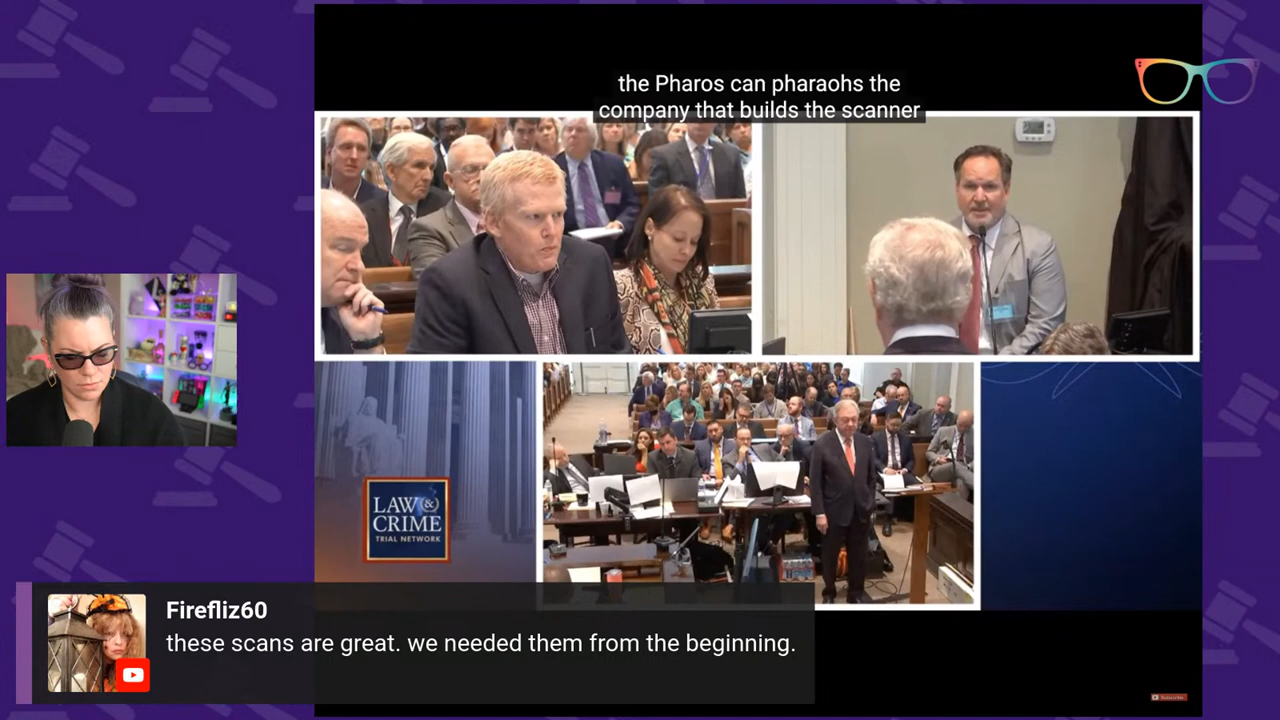 the Pharos can pharaohs the
company that builds the scanner
LAW &
CRIME
TRIAL NETWORK
Firefliz60
these scans are great. we needed them from the beginning.
Subscribe